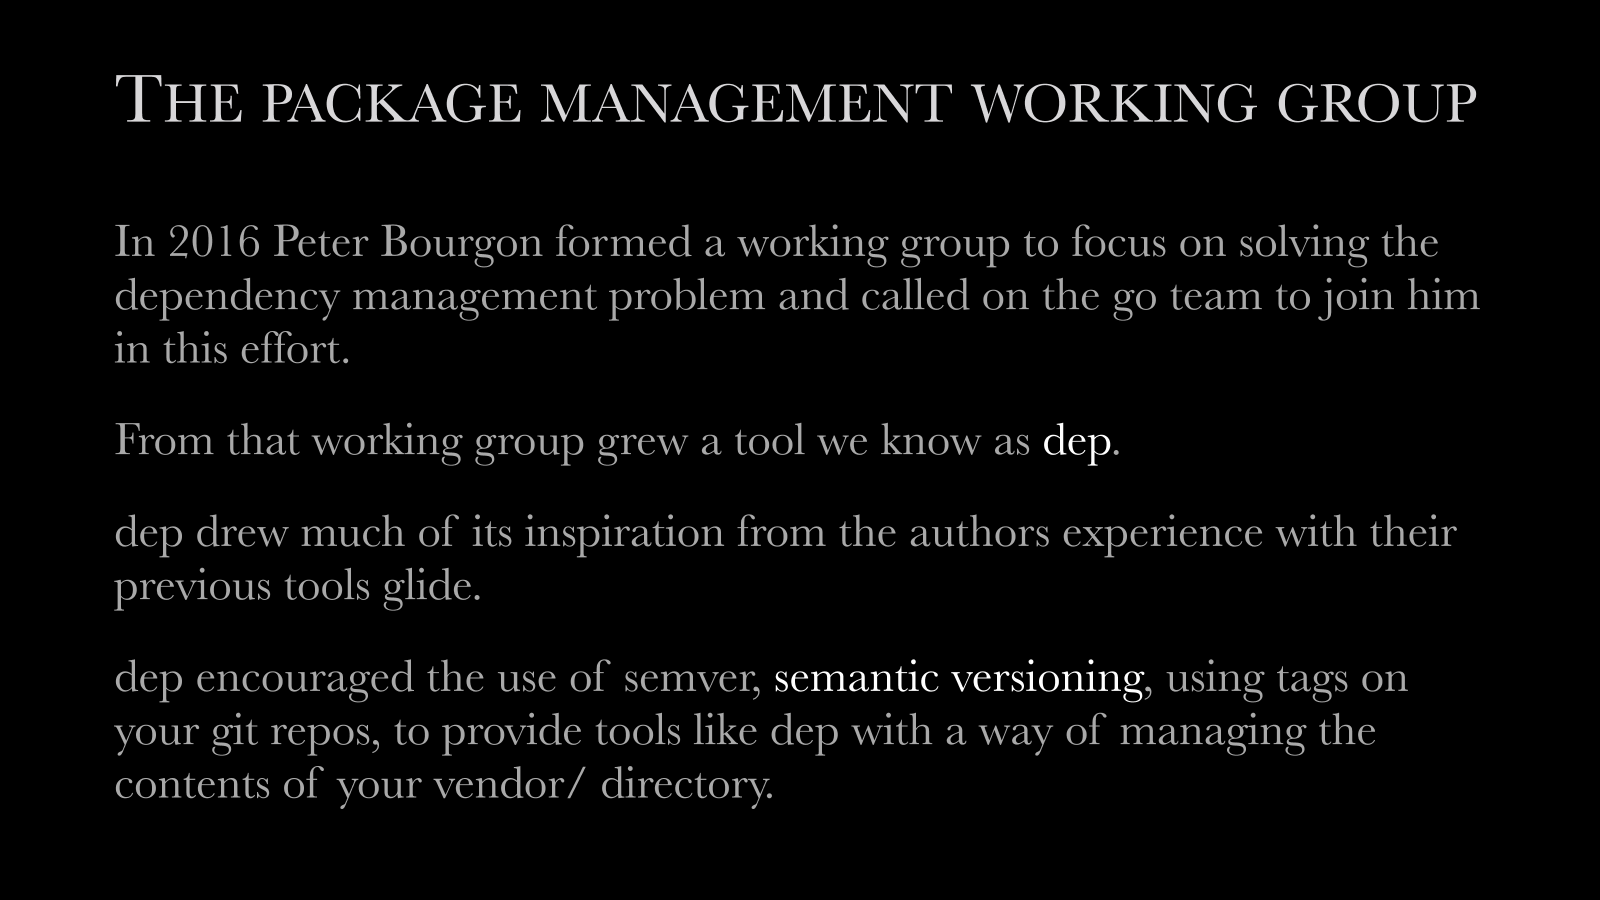 The package management working group
In 2016 Peter Bourgon formed a working group to focus on solving the
dependency management problem and called on the go team to join him
in this effort.
From that working group grew a tool we know as dep.
dep drew much of its inspiration from the authors experience with their
previous tools glide.
dep encouraged the use of semver, semantic versioning, using tags on
your git repos, to provide tools like dep with a way of managing the
contents of your vendor/ directory.